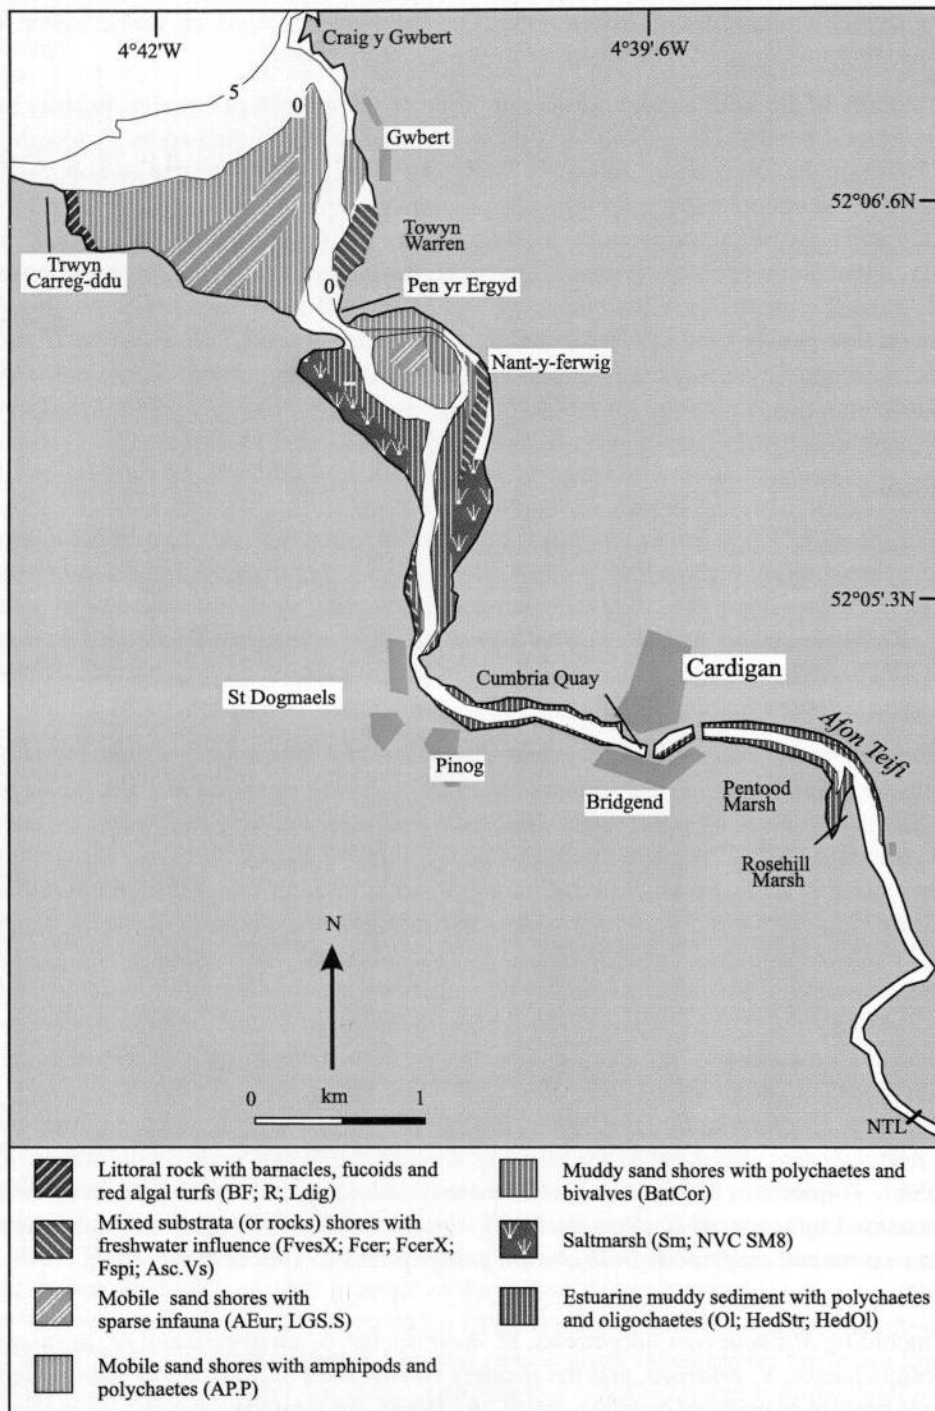 Craig y Gwbert
4°42'W
4°39'.6W
5
0
Gwbert
52°06'.6N
Towyn
Warren
Trwyn
Carreg-ddu
0
Pen yr Ergyd
Nant-y-ferwig
52°05'.3N
Cumbria Quay
Cardigan
St Dogmaels
Afon Teifi
Pinog
Bridgend
Pentood
Marsh
Rosehill
Marsh
N
km
0
1
NTL
Littoral rock with barnacles, fucoids and
red algal turfs (BF; R; Ldig)
Mixed substrata (or rocks) shores with
freshwater influence (FvesX; Fcer; FcerX;
Fspi; Asc.Vs)
Mobile sand shores with
sparse infauna (AEur; LGS.S)
Mobile sand shores with amphipods and
polychaetes (AP.P)
Muddy sand shores with polychaetes and
bivalves (BatCor)
Saltmarsh (Sm; NVC SM8)
Estuarine muddy sediment with polychaetes
and oligochaetes (Ol; HedStr; HedOl)